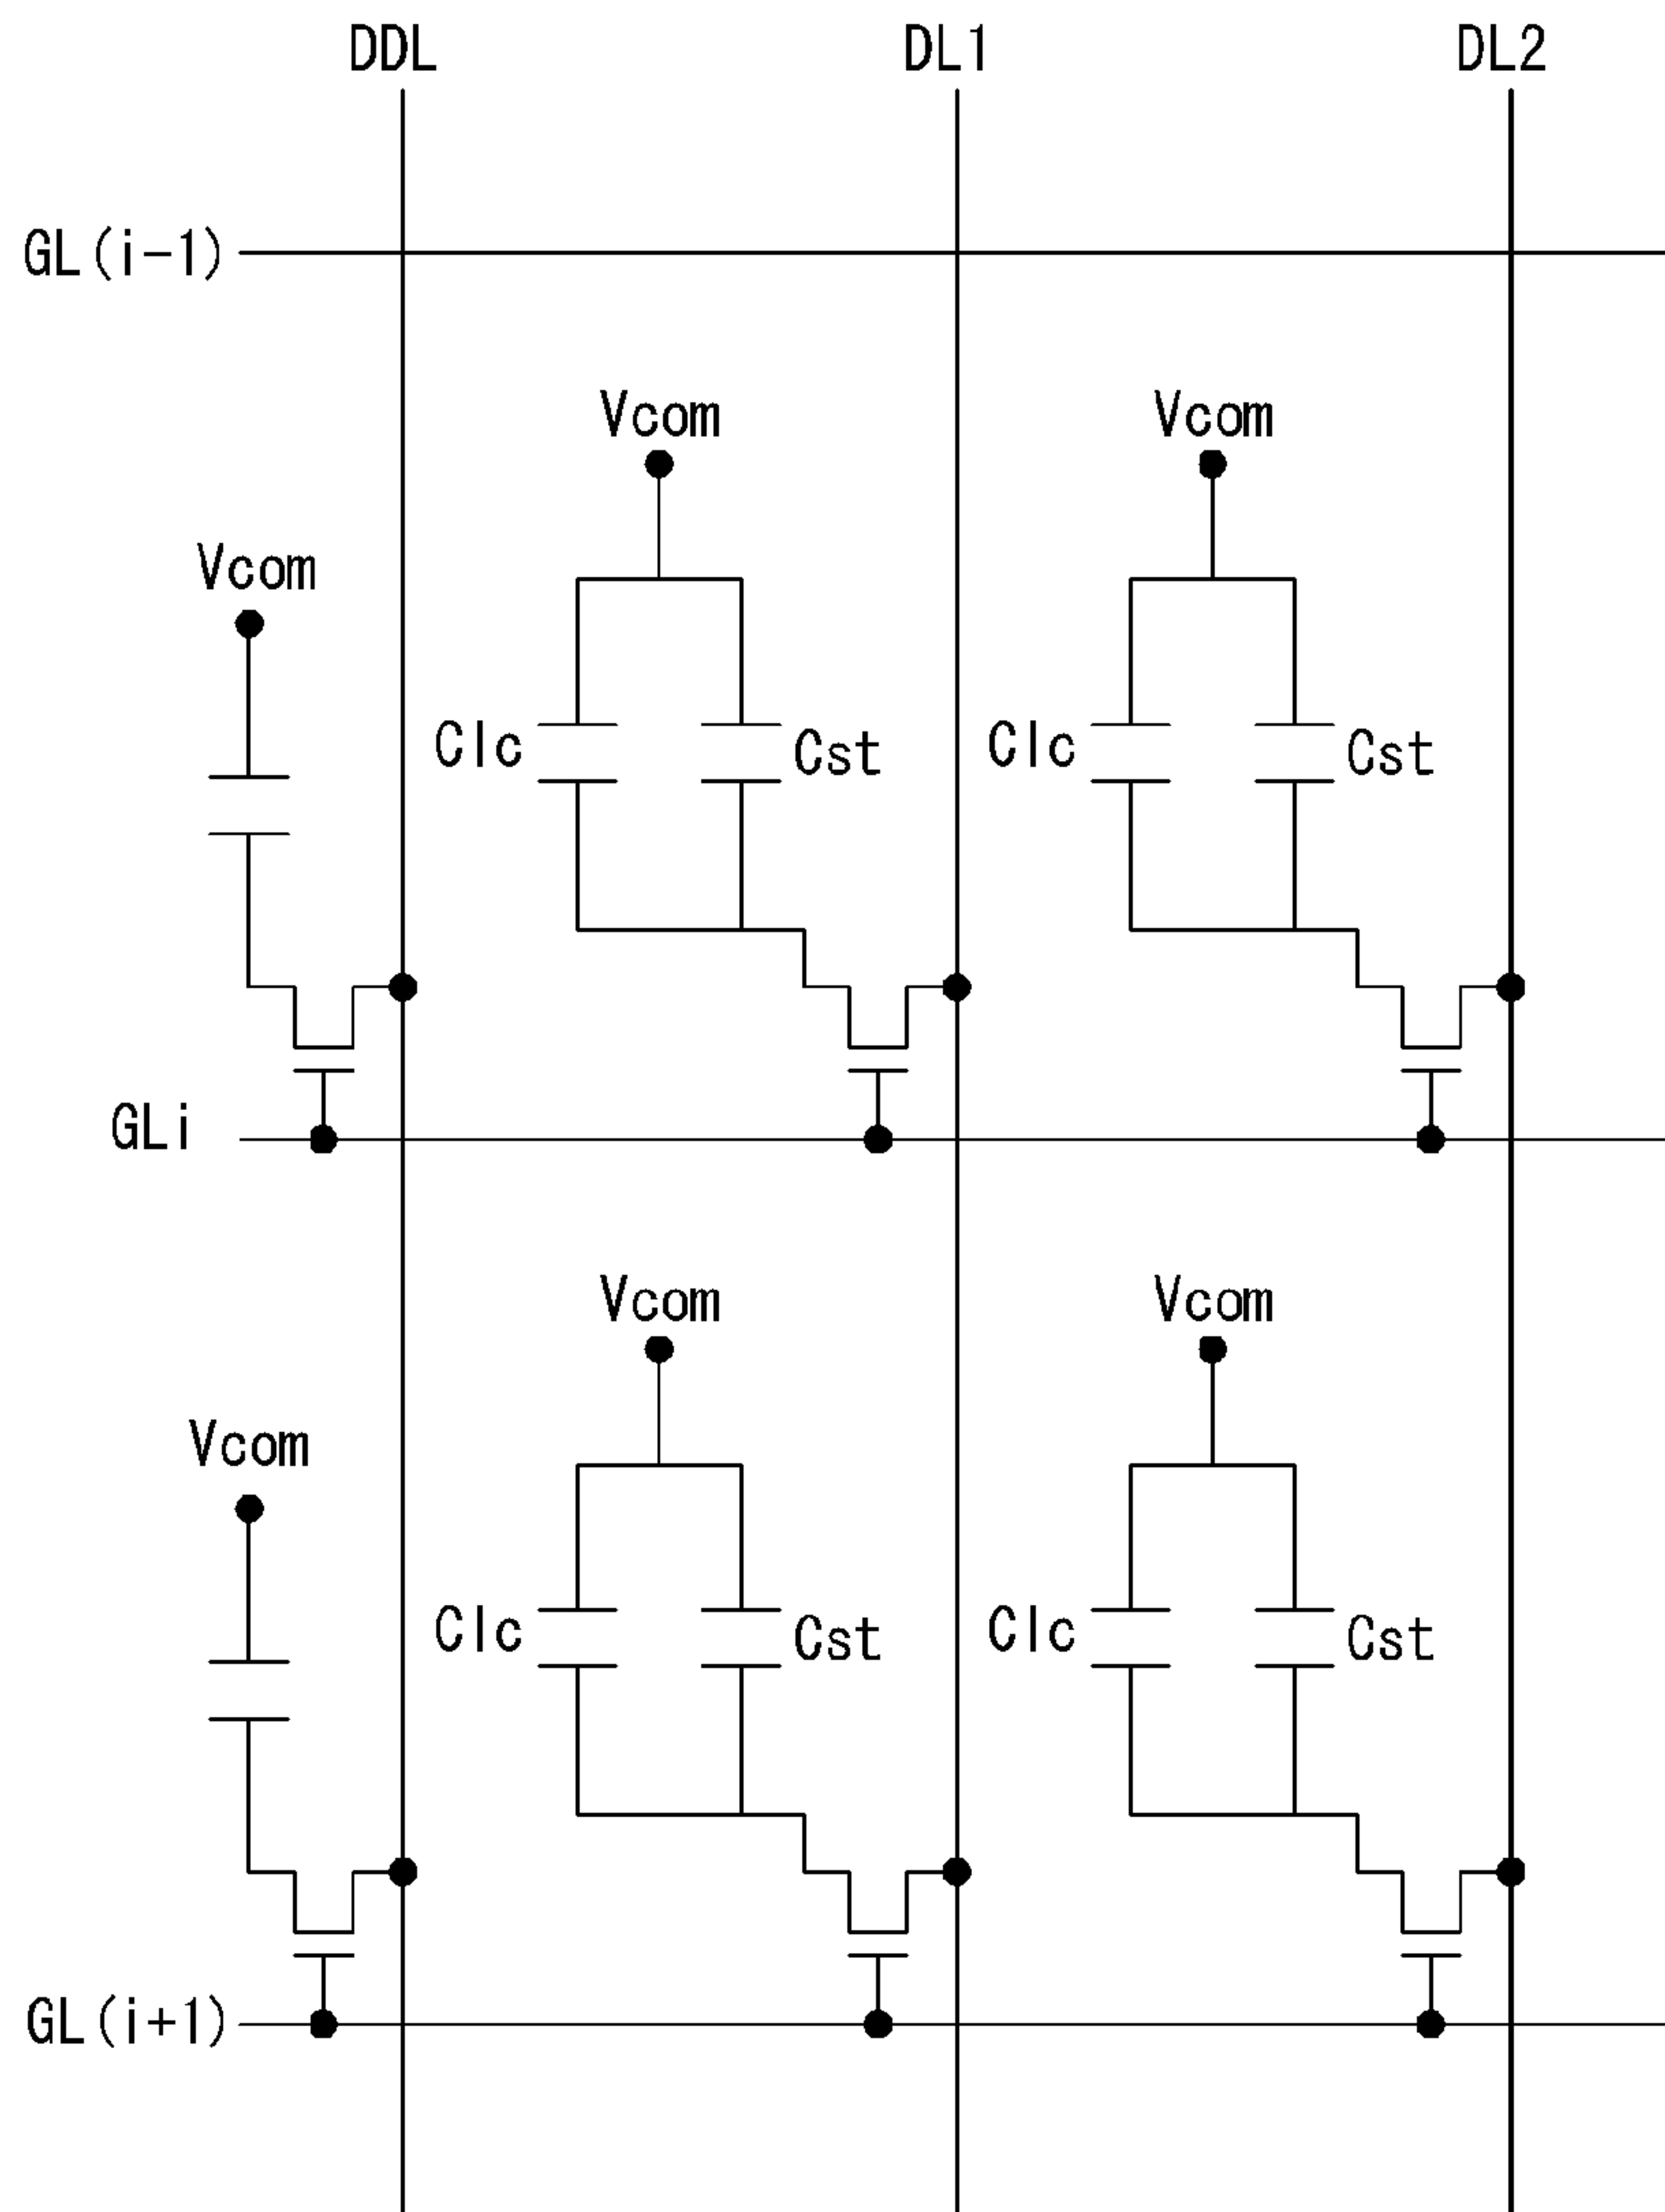 DDL DL1 DL2
GL(i-1)
Vcom Vcom
Vcom
Clc Cst Clc Cst
GLi
Vcom Vcom
Vcom
Clc Cst Clc Cst
GL(i+1)